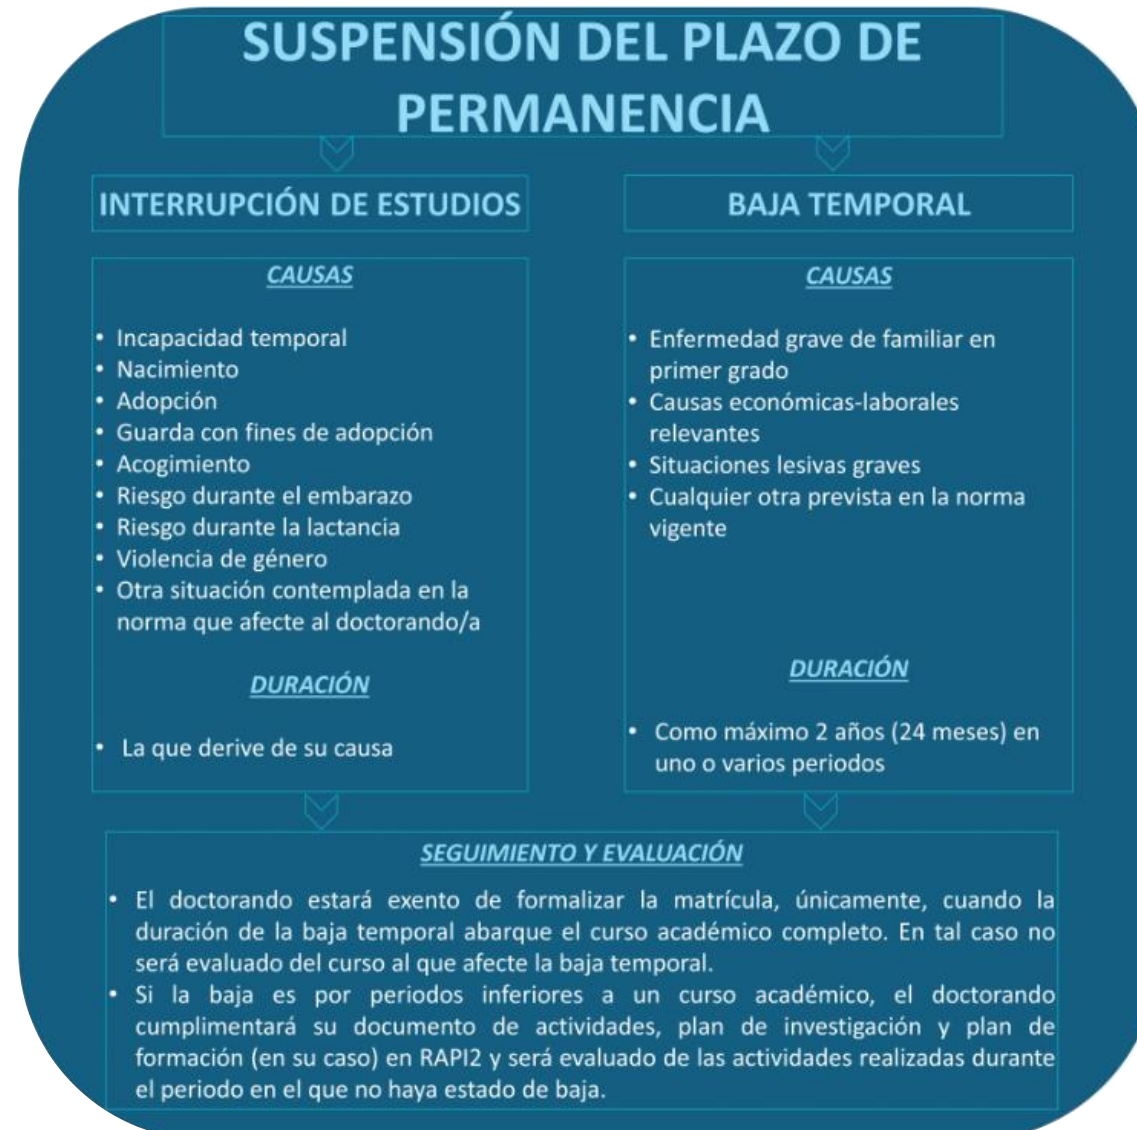 SUSPENSIÓN DEL PLAZO DE
PERMANENCIA
INTERRUPCIÓN DE ESTUDIOS
CAUSAS
• Incapacidad temporal
• Nacimiento
• Adopción
• Guarda con fines de adopción
• Acogimiento
• Riesgo durante el embarazo
• Riesgo durante la lactancia
• Violencia de género
• Otra situación contemplada en la
norma que afecte al doctorando/a
DURACIÓN
• La que derive de su causa
BAJA TEMPORAL
CAUSAS
• Enfermedad grave de familiar en
primer grado
• Causas económicas-laborales
relevantes
• Situaciones lesivas graves
• Cualquier otra prevista en la norma
vigente
DURACIÓN
• Como máximo 2 años (24 meses) en
uno o varios periodos
SEGUIMIENTO Y EVALUACIÓN
• El doctorando estará exento de formalizar la matrícula, únicamente, cuando la
duración de la baja temporal abarque el curso académico completo. En tal caso no
será evaluado del curso al que afecte la baja temporal.
• Si la baja es por periodos inferiores a un curso académico, el doctorando
cumplimentará su documento de actividades, plan de investigación y plan de
formación (en su caso) en RAPI2 y será evaluado de las actividades realizadas durante
el periodo en el que no haya estado de baja.